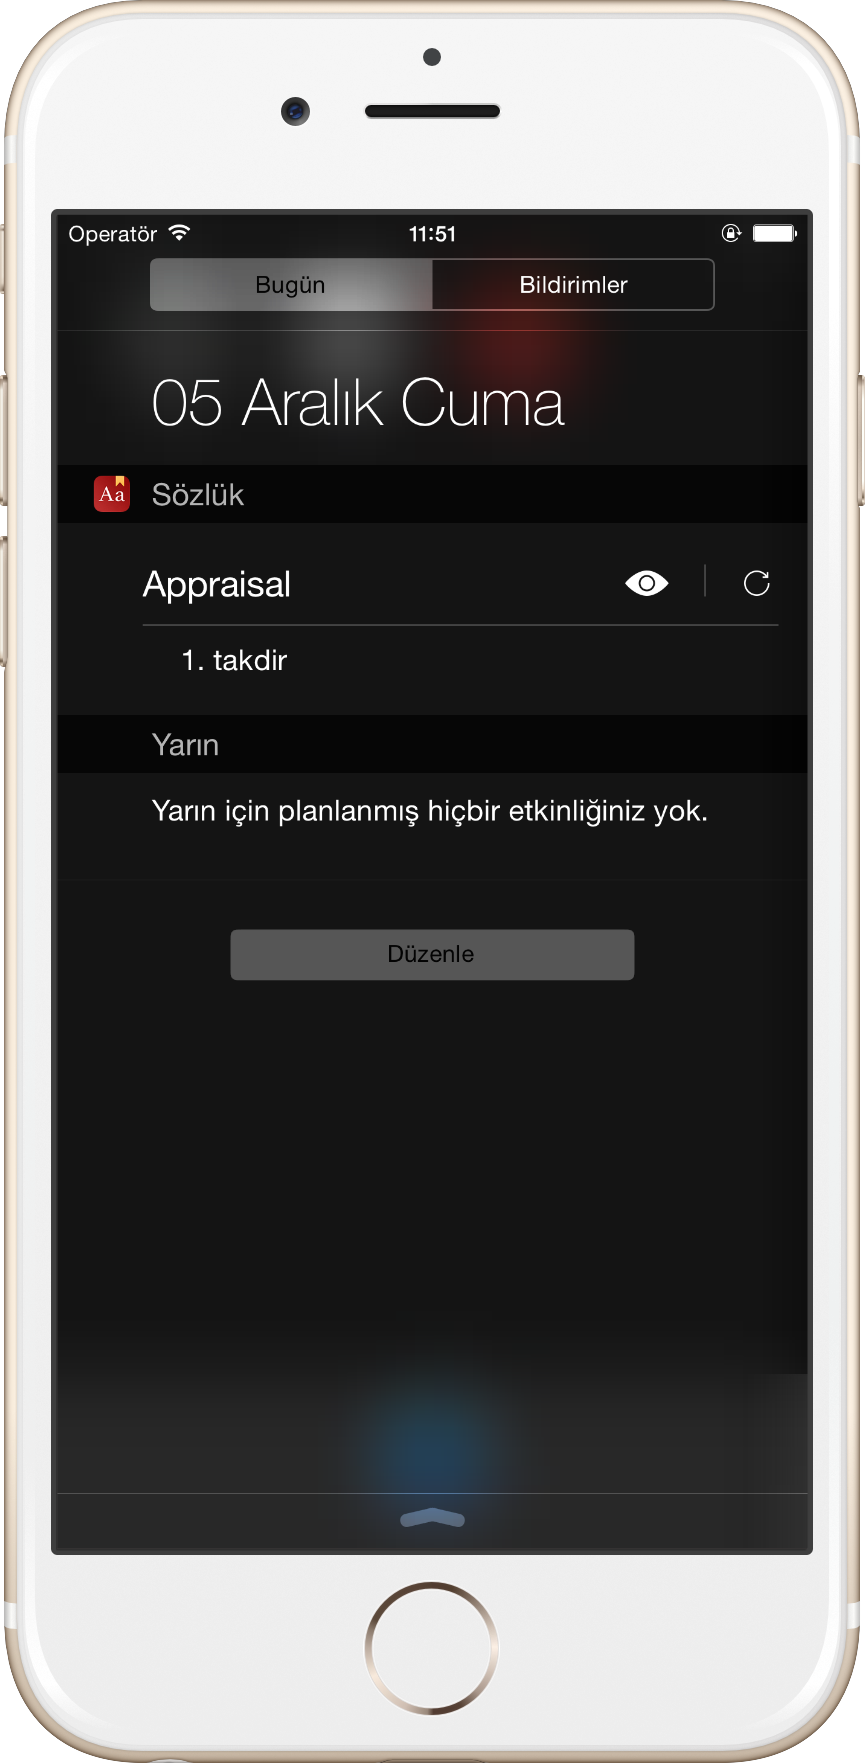 Operatör 11:51
Bugün Bildirimler
05 Aralık Cuma
Aa Sözlük
Appraisal
1. takdir
Yarın
Yarın için planlanmış hiçbir etkinliğiniz yok.
Düzenle